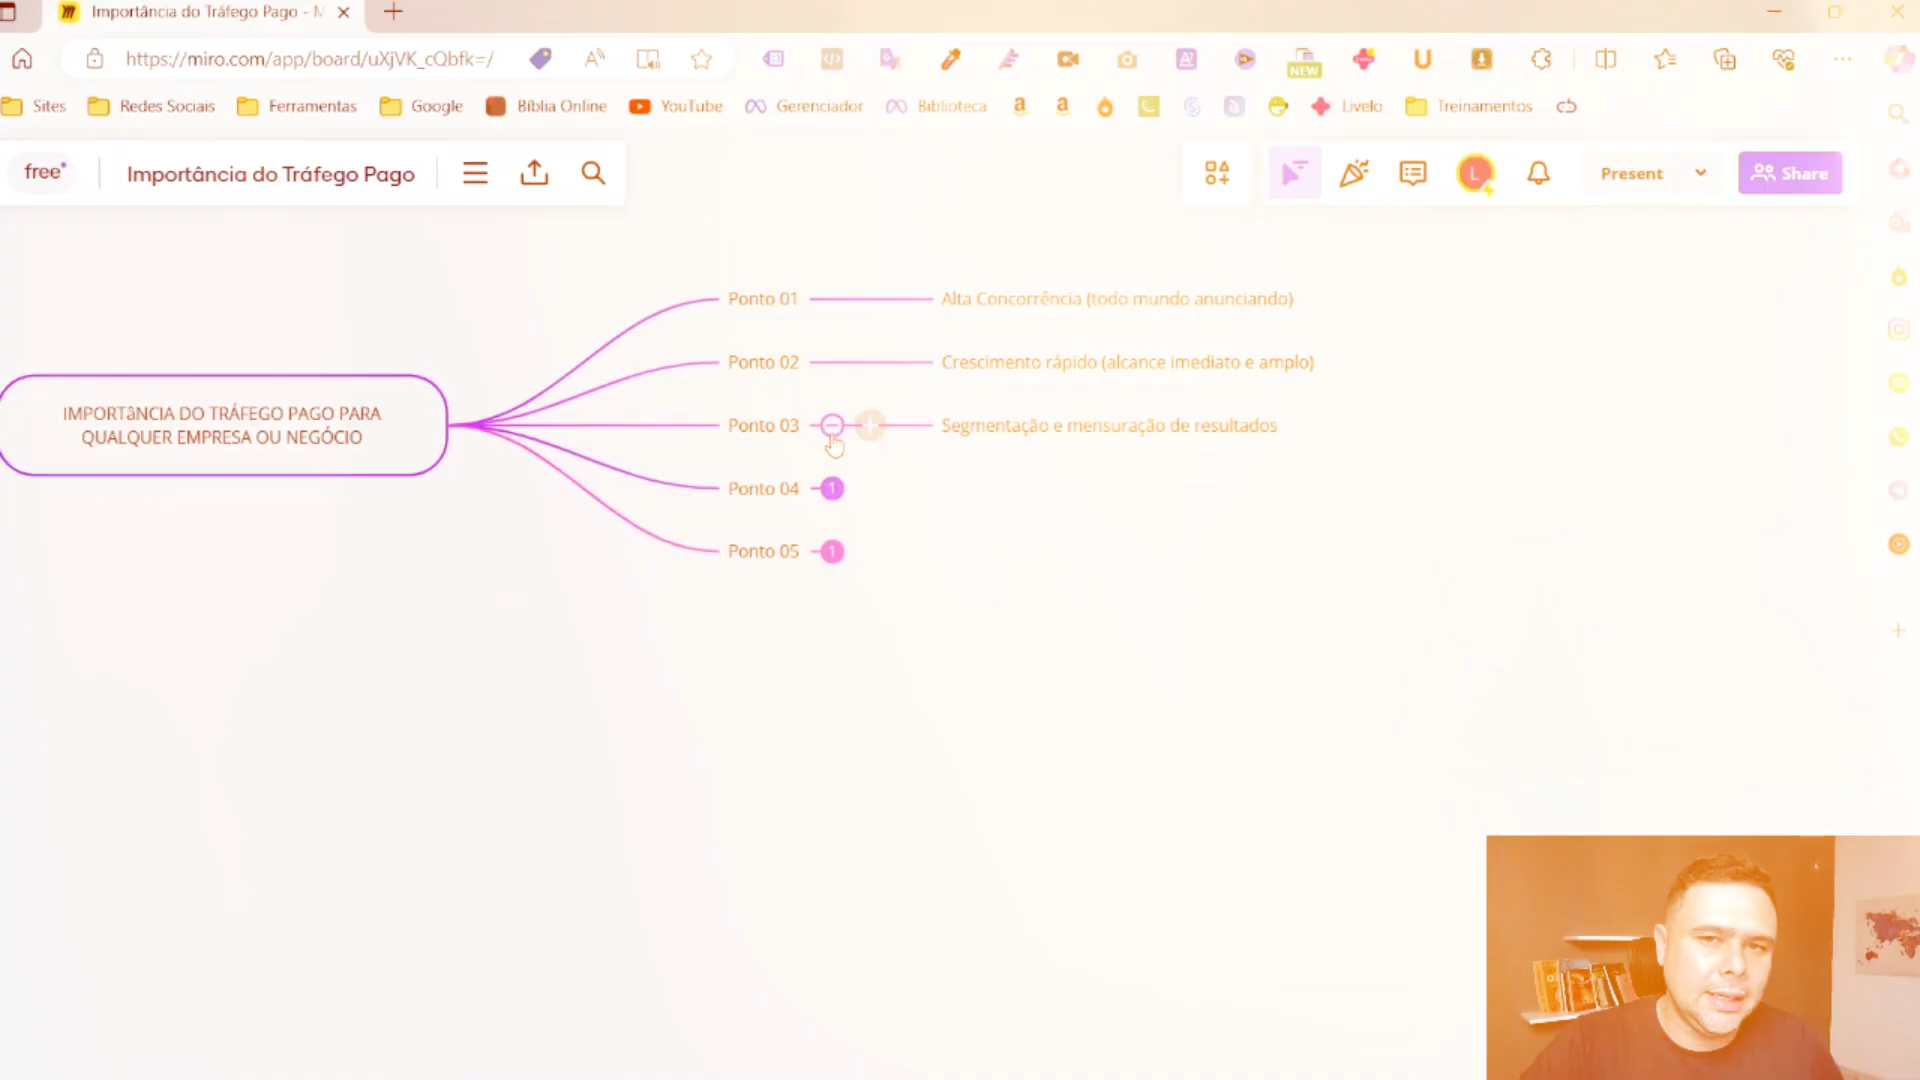 Importância do Tráfego Pago - M
https://miro.com/app/board/uXjVK_cQbfk=/
NEW
Sites
Redes Sociais
Ferramentas
Google
Bíblia Online
YouTube
Gerenciador
Biblioteca
Livelo
Treinamentos
free
Importância do Tráfego Pago
L
Present
Share
IMPORTâNCIA DO TRÁFEGO PAGO PARA
QUALQUER EMPRESA OU NEGÓCIO
Ponto 01
Alta Concorrência (todo mundo anunciando)
Ponto 02
Crescimento rápido (alcance imediato e amplo)
Ponto 03
Segmentação e mensuração de resultados
Ponto 04
1
Ponto 05
1